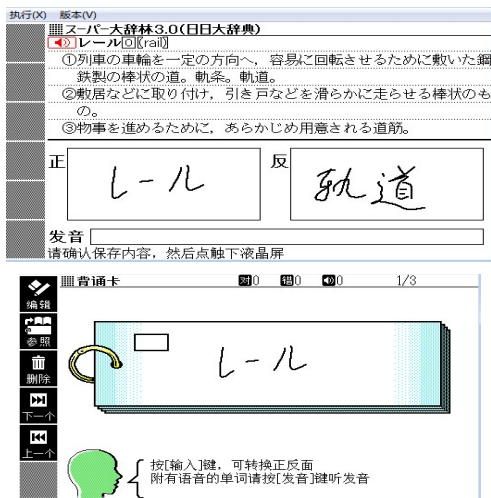 执行(X) 版本(V)
スーパー大辞林3.0(日日大辞典)
レール⓪〖rail〗
①列車の車輪を一定の方向へ，容易に回転させるために敷いた鋼
鉄製の棒状の道。軌条。軌道。
②敷居などに取り付け，引き戸などを滑らかに走らせる棒状のも
の。
③物事を進めるために，あらかじめ用意される道筋。
正 レール 反 軌道
发音
请确认保存内容，然后点触下液晶屏
背通卡 对0 错0 0 1/3
编辑
参照
删除
下一个
上一个
レール
按[输入]键，可转换正反面
附有语音的单词请按[发音]键听发音